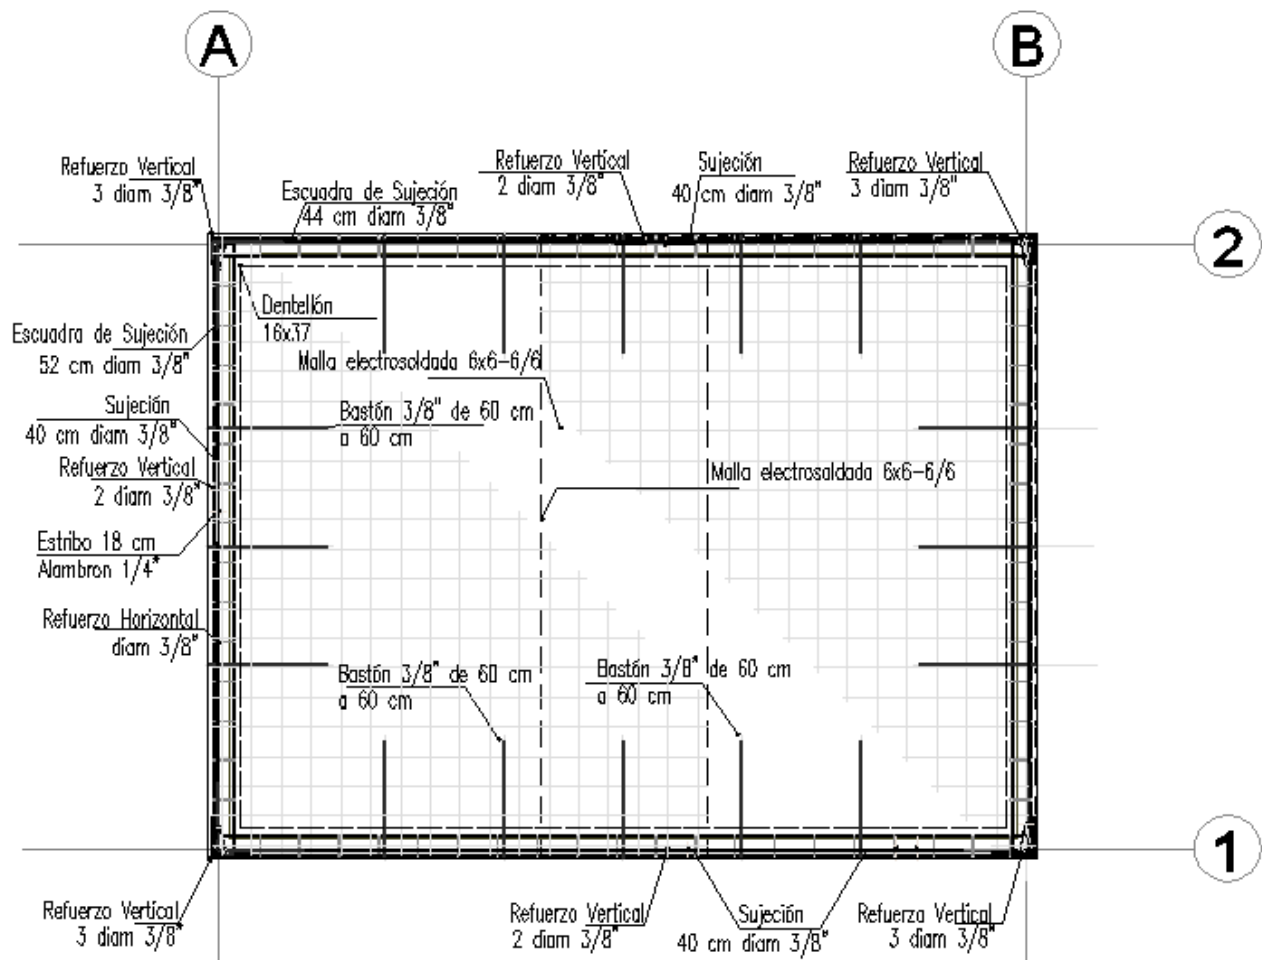 A
B
Refuerzo Vertical
3 diam 3/8"
Escuadra de Sujeción
44 cm diam 3/8"
Refuerzo Vertical
2 diam 3/8"
Sujeción
40 cm diam 3/8"
Refuerzo Vertical
3 diam 3/8"
2
Dentellón
16x37
Escuadra de Sujeción
52 cm diam 3/8"
Malla electrosoldada 6x6-6/6
Sujeción
40 cm diam 3/8"
Bastón 3/8" de 60 cm
a 60 cm
Refuerzo Vertical
2 diam 3/8"
Malla electrosoldada 6x6-6/6
Estribo 18 cm
Alambron 1/4"
Refuerzo Horizontal
diam 3/8"
Bastón 3/8" de 60 cm
a 60 cm
Bastón 3/8" de 60 cm
a 60 cm
1
Refuerzo Vertical
3 diam 3/8"
Refuerzo Vertical
2 diam 3/8"
Sujeción
40 cm diam 3/8"
Refuerzo Vertical
3 diam 3/8"